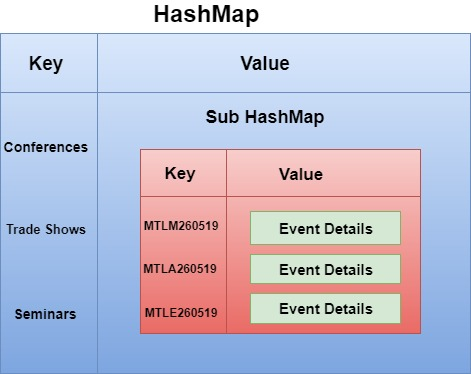 HashMap
Key Value
Sub HashMap
Conferences
Key Value
Trade Shows
MTLM260519 Event Details
MTLA260519 Event Details
Seminars
MTLE260519 Event Details